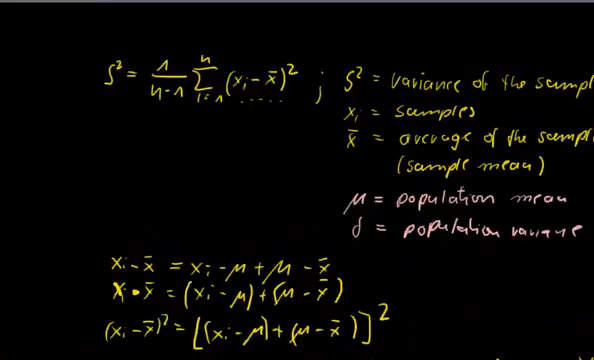 S² = 1/(n-1) n∑i=1 (xᵢ - x̄)² ; S² = variance of the sampl
xᵢ = samples
x̄ = average of the sampl
(sample mean)
μ = population mean
σ = population variance
xᵢ - x̄ = xᵢ - μ + μ - x̄
xᵢ - x̄ = (xᵢ - μ) + (μ - x̄)
(xᵢ - x̄)² = [(xᵢ - μ) + (μ - x̄)]²